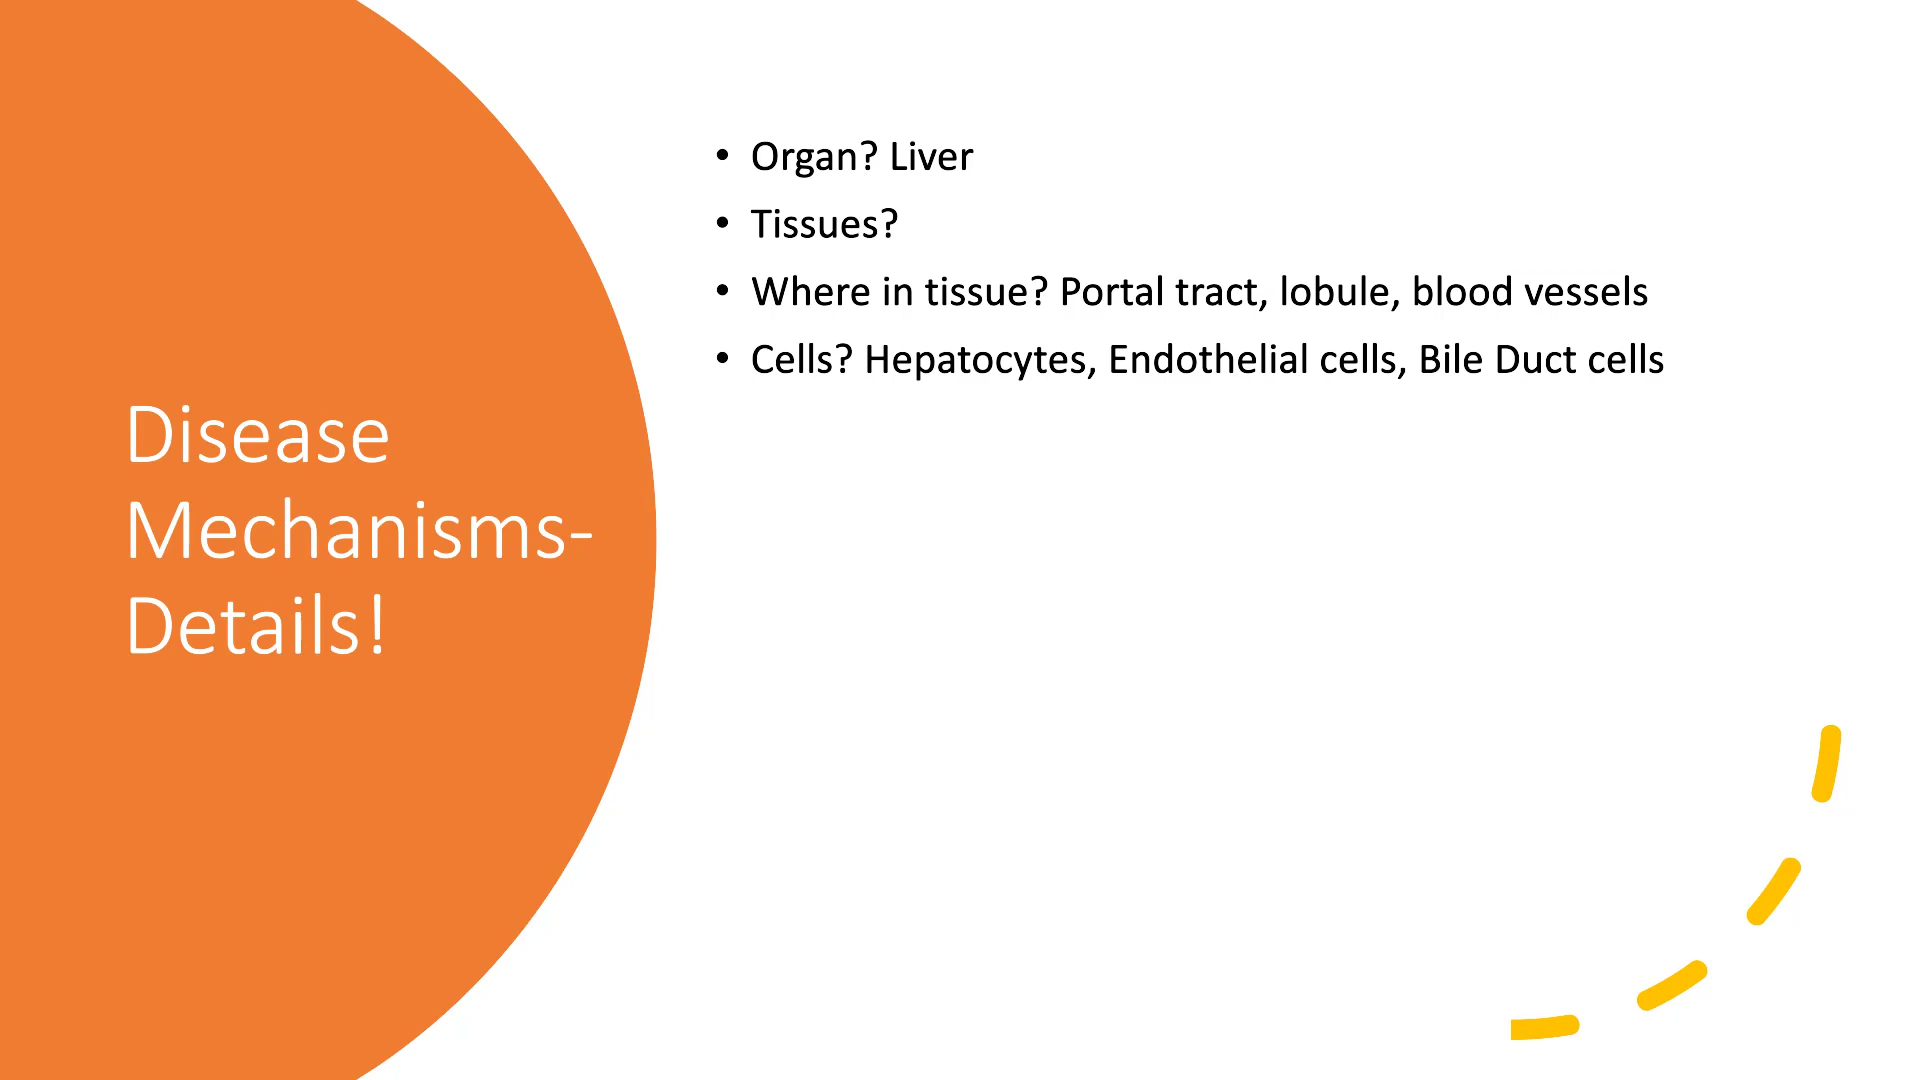 Disease
Mechanisms-
Details!
• Organ? Liver
• Tissues?
• Where in tissue? Portal tract, lobule, blood vessels
• Cells? Hepatocytes, Endothelial cells, Bile Duct cells